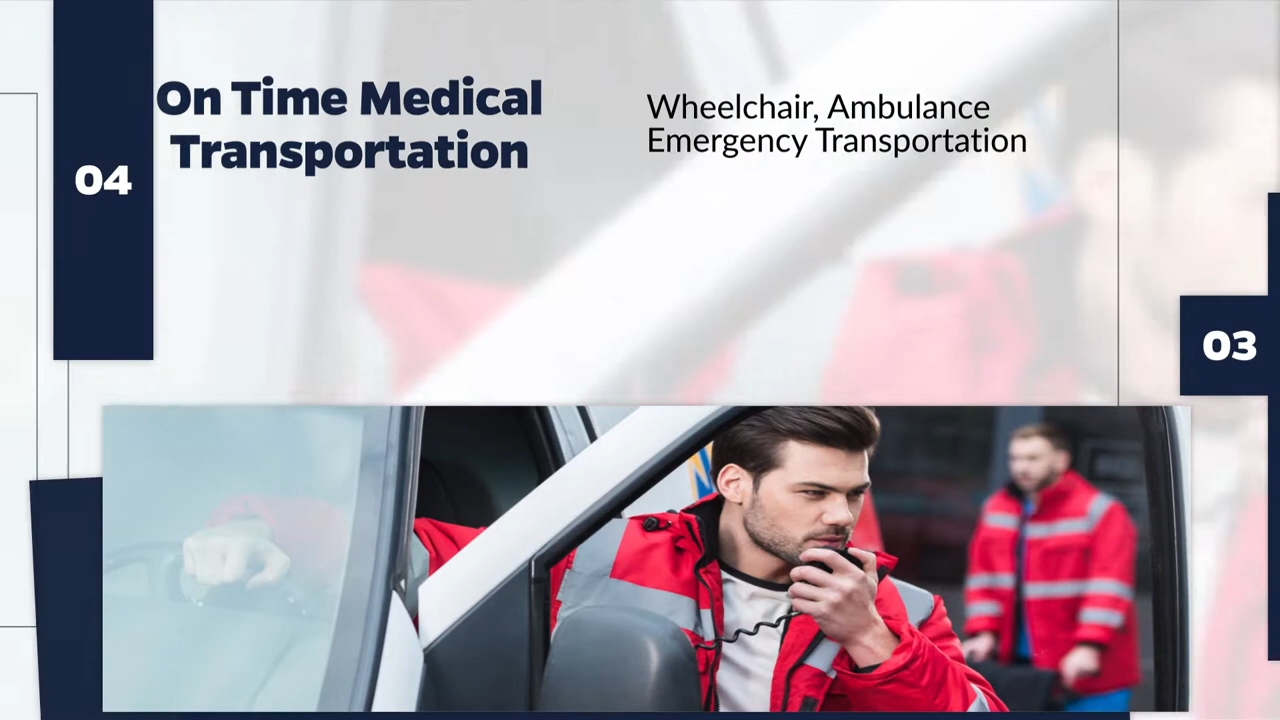 04
On Time Medical
Transportation
Wheelchair, Ambulance
Emergency Transportation
03